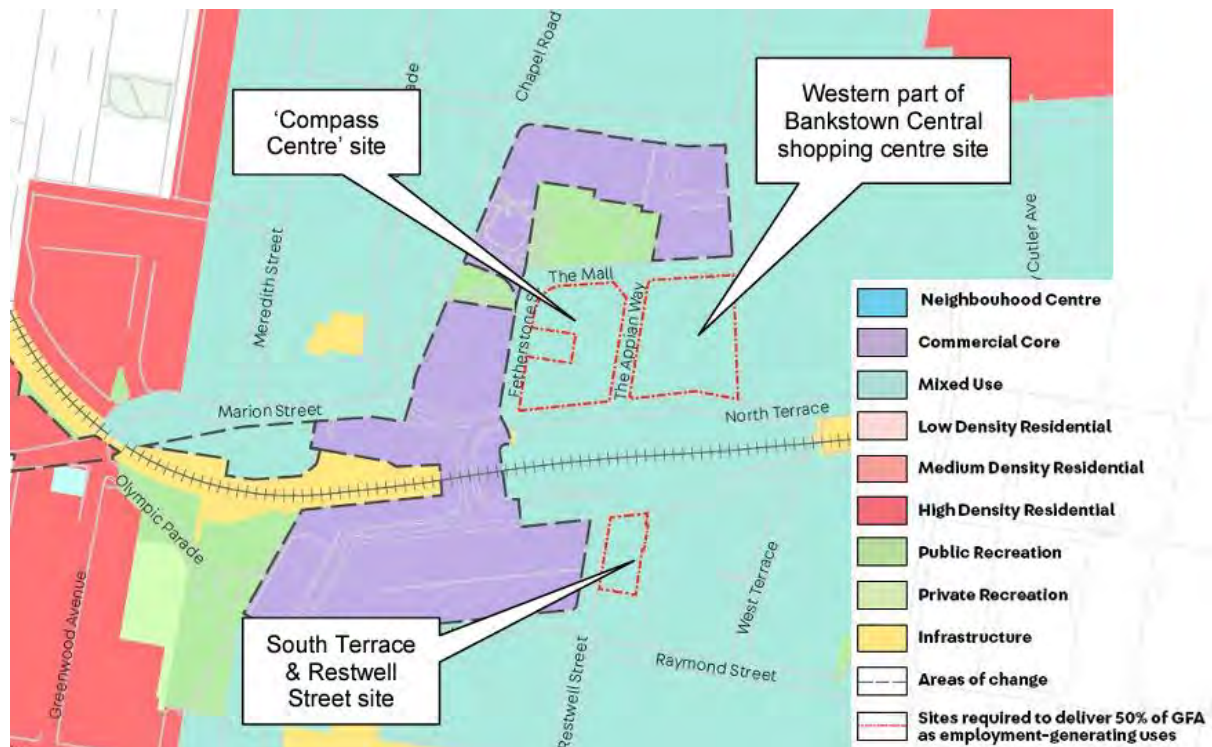 Chapel Road
ade
'Compass
Centre' site
Western part of
Bankstown Central
shopping centre site
Meredith Street
The Mall
Fetherstone S
The Appian Way
y Cutler Ave
Marion Street
North Terrace
Olympic Parade
Greenwood Avenue
South Terrace
& Restwell
Street site
Restwell Street
West Terrace
Raymond Street
Neighbouhood Centre
Commercial Core
Mixed Use
Low Density Residential
Medium Density Residential
High Density Residential
Public Recreation
Private Recreation
Infrastructure
Areas of change
Sites required to deliver 50% of GFA
as employment-generating uses